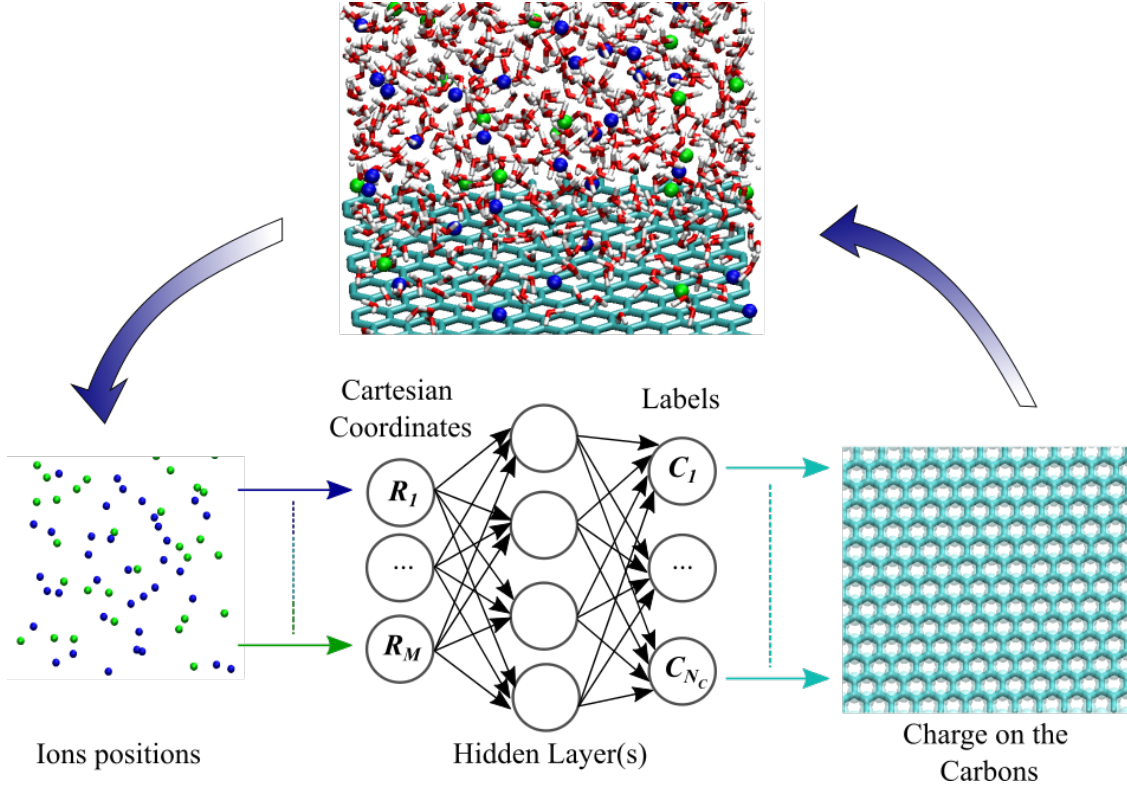 Cartesian
Coordinates
Labels
R1
...
RM
C1
...
CNC
Ions positions
Hidden Layer(s)
Charge on the
Carbons